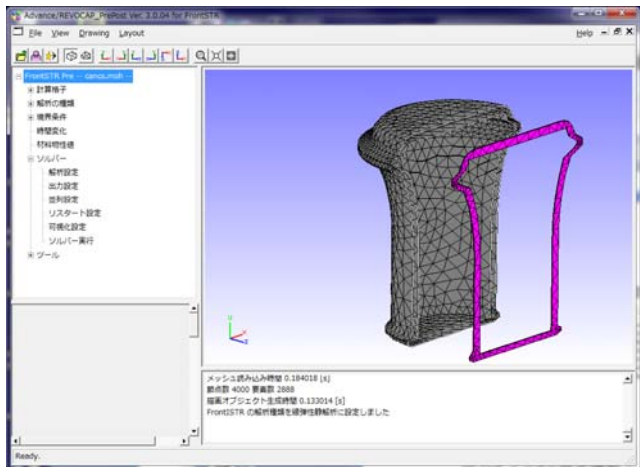 Advance/REVOCAP_PrePost Ver. 3.0.04 for FrontSTR
File View Drawing Layout Help
FrontSTR Pre -- canos.msh --
計算格子
解析の種類
境界条件
時間変化
材料物性値
ソルバー
解析設定
出力設定
並列設定
リスタート設定
可視化設定
ソルバー実行
ツール
メッシュ読み込み時間 0.184018 [s]
節点数 4000 要素数 2888
描画オブジェクト生成時間 0.133014 [s]
FrontISTR の解析種類を線弾性静解析に設定しました
Ready.